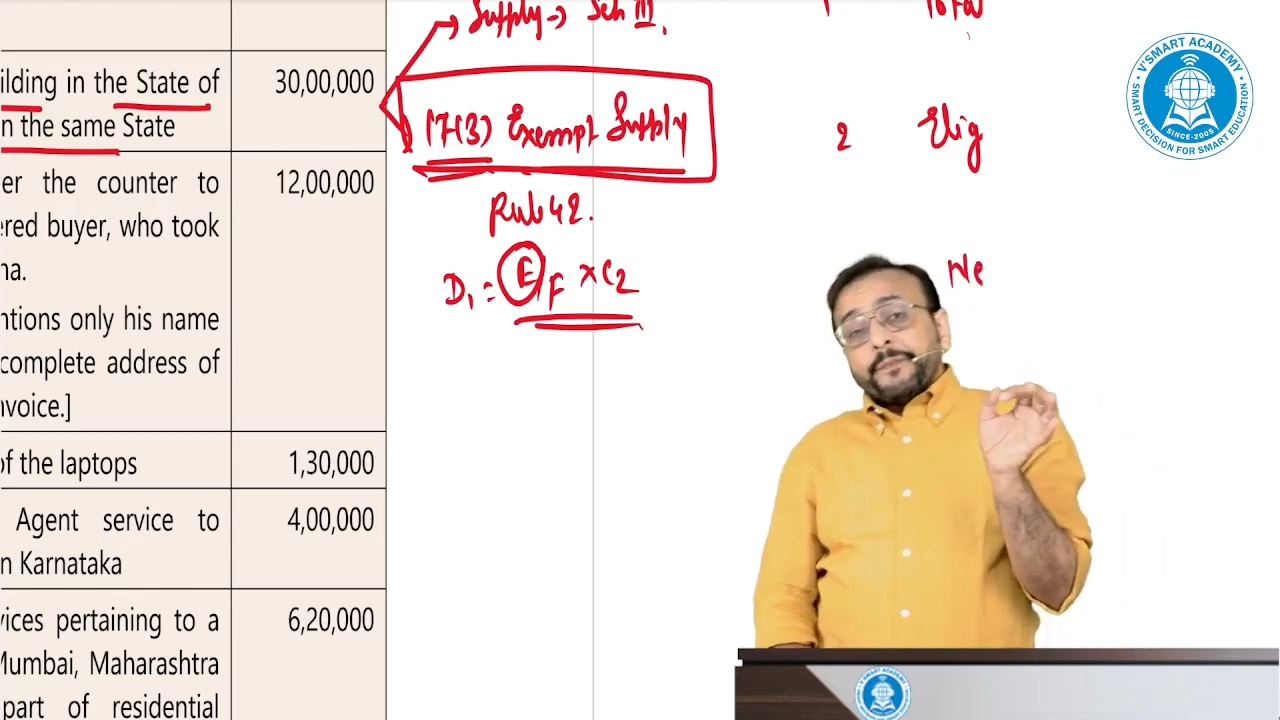 ilding in the State of
n the same State
30,00,000
er the counter to
ered buyer, who took
na.
ntions only his name
complete address of
nvoice.]
12,00,000
of the laptops
1,30,000
Agent service to
n Karnataka
4,00,000
vices pertaining to a
Mumbai, Maharashtra
part of residential
6,20,000
Supply → Sch III.
17(3) Exempt Supply
Rule 42.
D1 = E/F × C2
2 Elig
Ne
V'SMART ACADEMY
SMART DECISION FOR SMART EDUCATION
SINCE-2005